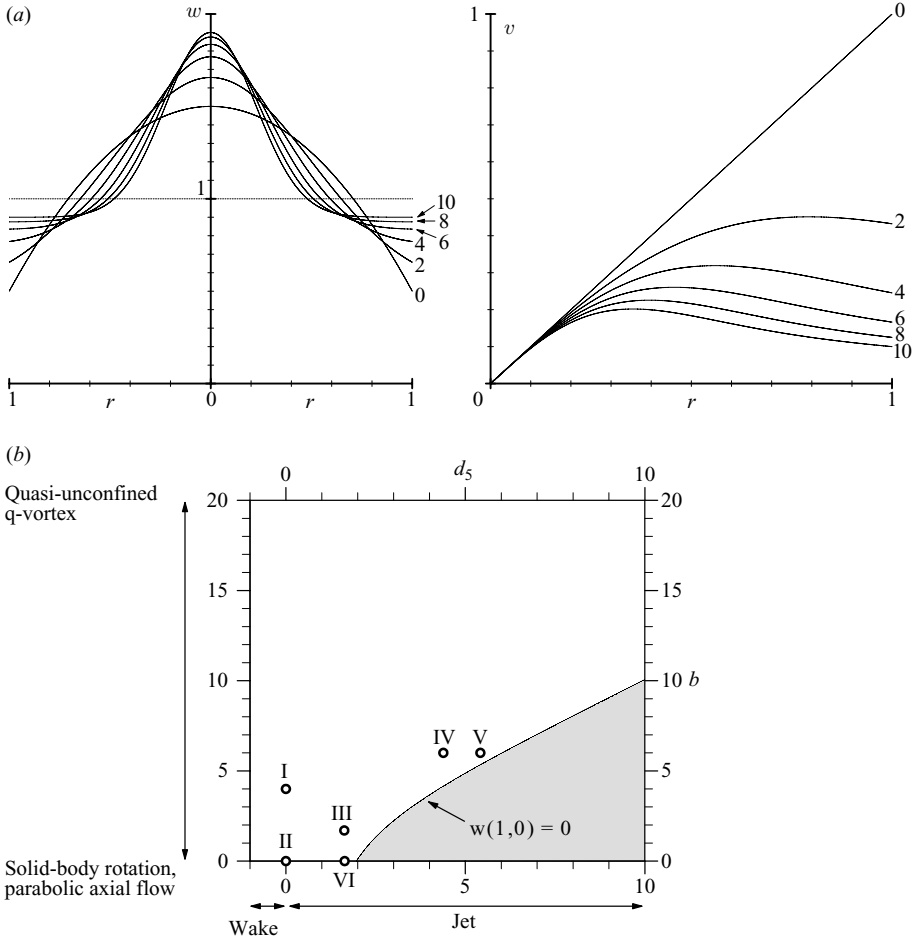 (a)
w
1
10
8
4
6
2
0
1
r
0
r
1
1
v
0
2
4
6
8
10
0
r
1
(b)
Quasi-unconfined
q-vortex
0
d5
10
20
20
15
15
10
10 b
IV
V
5
5
I
III
II
w(1,0) = 0
0
0
Solid-body rotation,
parabolic axial flow
0
VI
5
10
Wake
Jet